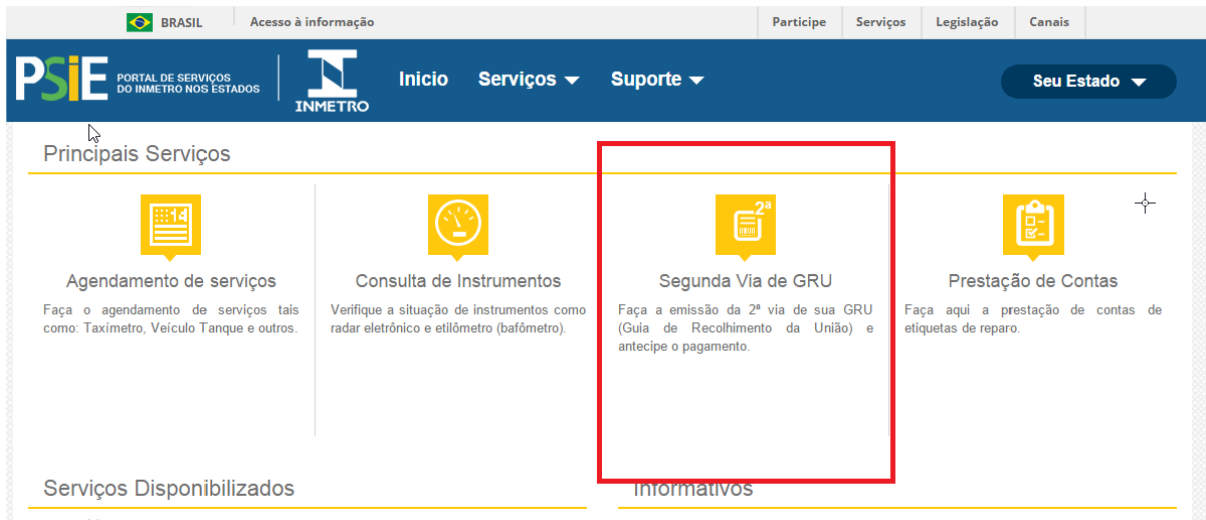 BRASIL Acesso à informação Participe Serviços Legislação Canais
PSiE PORTAL DE SERVIÇOS
DO INMETRO NOS ESTADOS
INMETRO
Inicio Serviços Suporte Seu Estado
Principais Serviços
14
Agendamento de serviços
Faça o agendamento de serviços tais
como: Taxímetro, Veículo Tanque e outros.
Consulta de Instrumentos
Verifique a situação de instrumentos como
radar eletrônico e etilômetro (bafômetro).
2ª
Segunda Via de GRU
Faça a emissão da 2ª via de sua GRU
(Guia de Recolhimento da União) e
antecipe o pagamento.
Prestação de Contas
Faça aqui a prestação de contas de
etiquetas de reparo.
Serviços Disponibilizados
Informativos